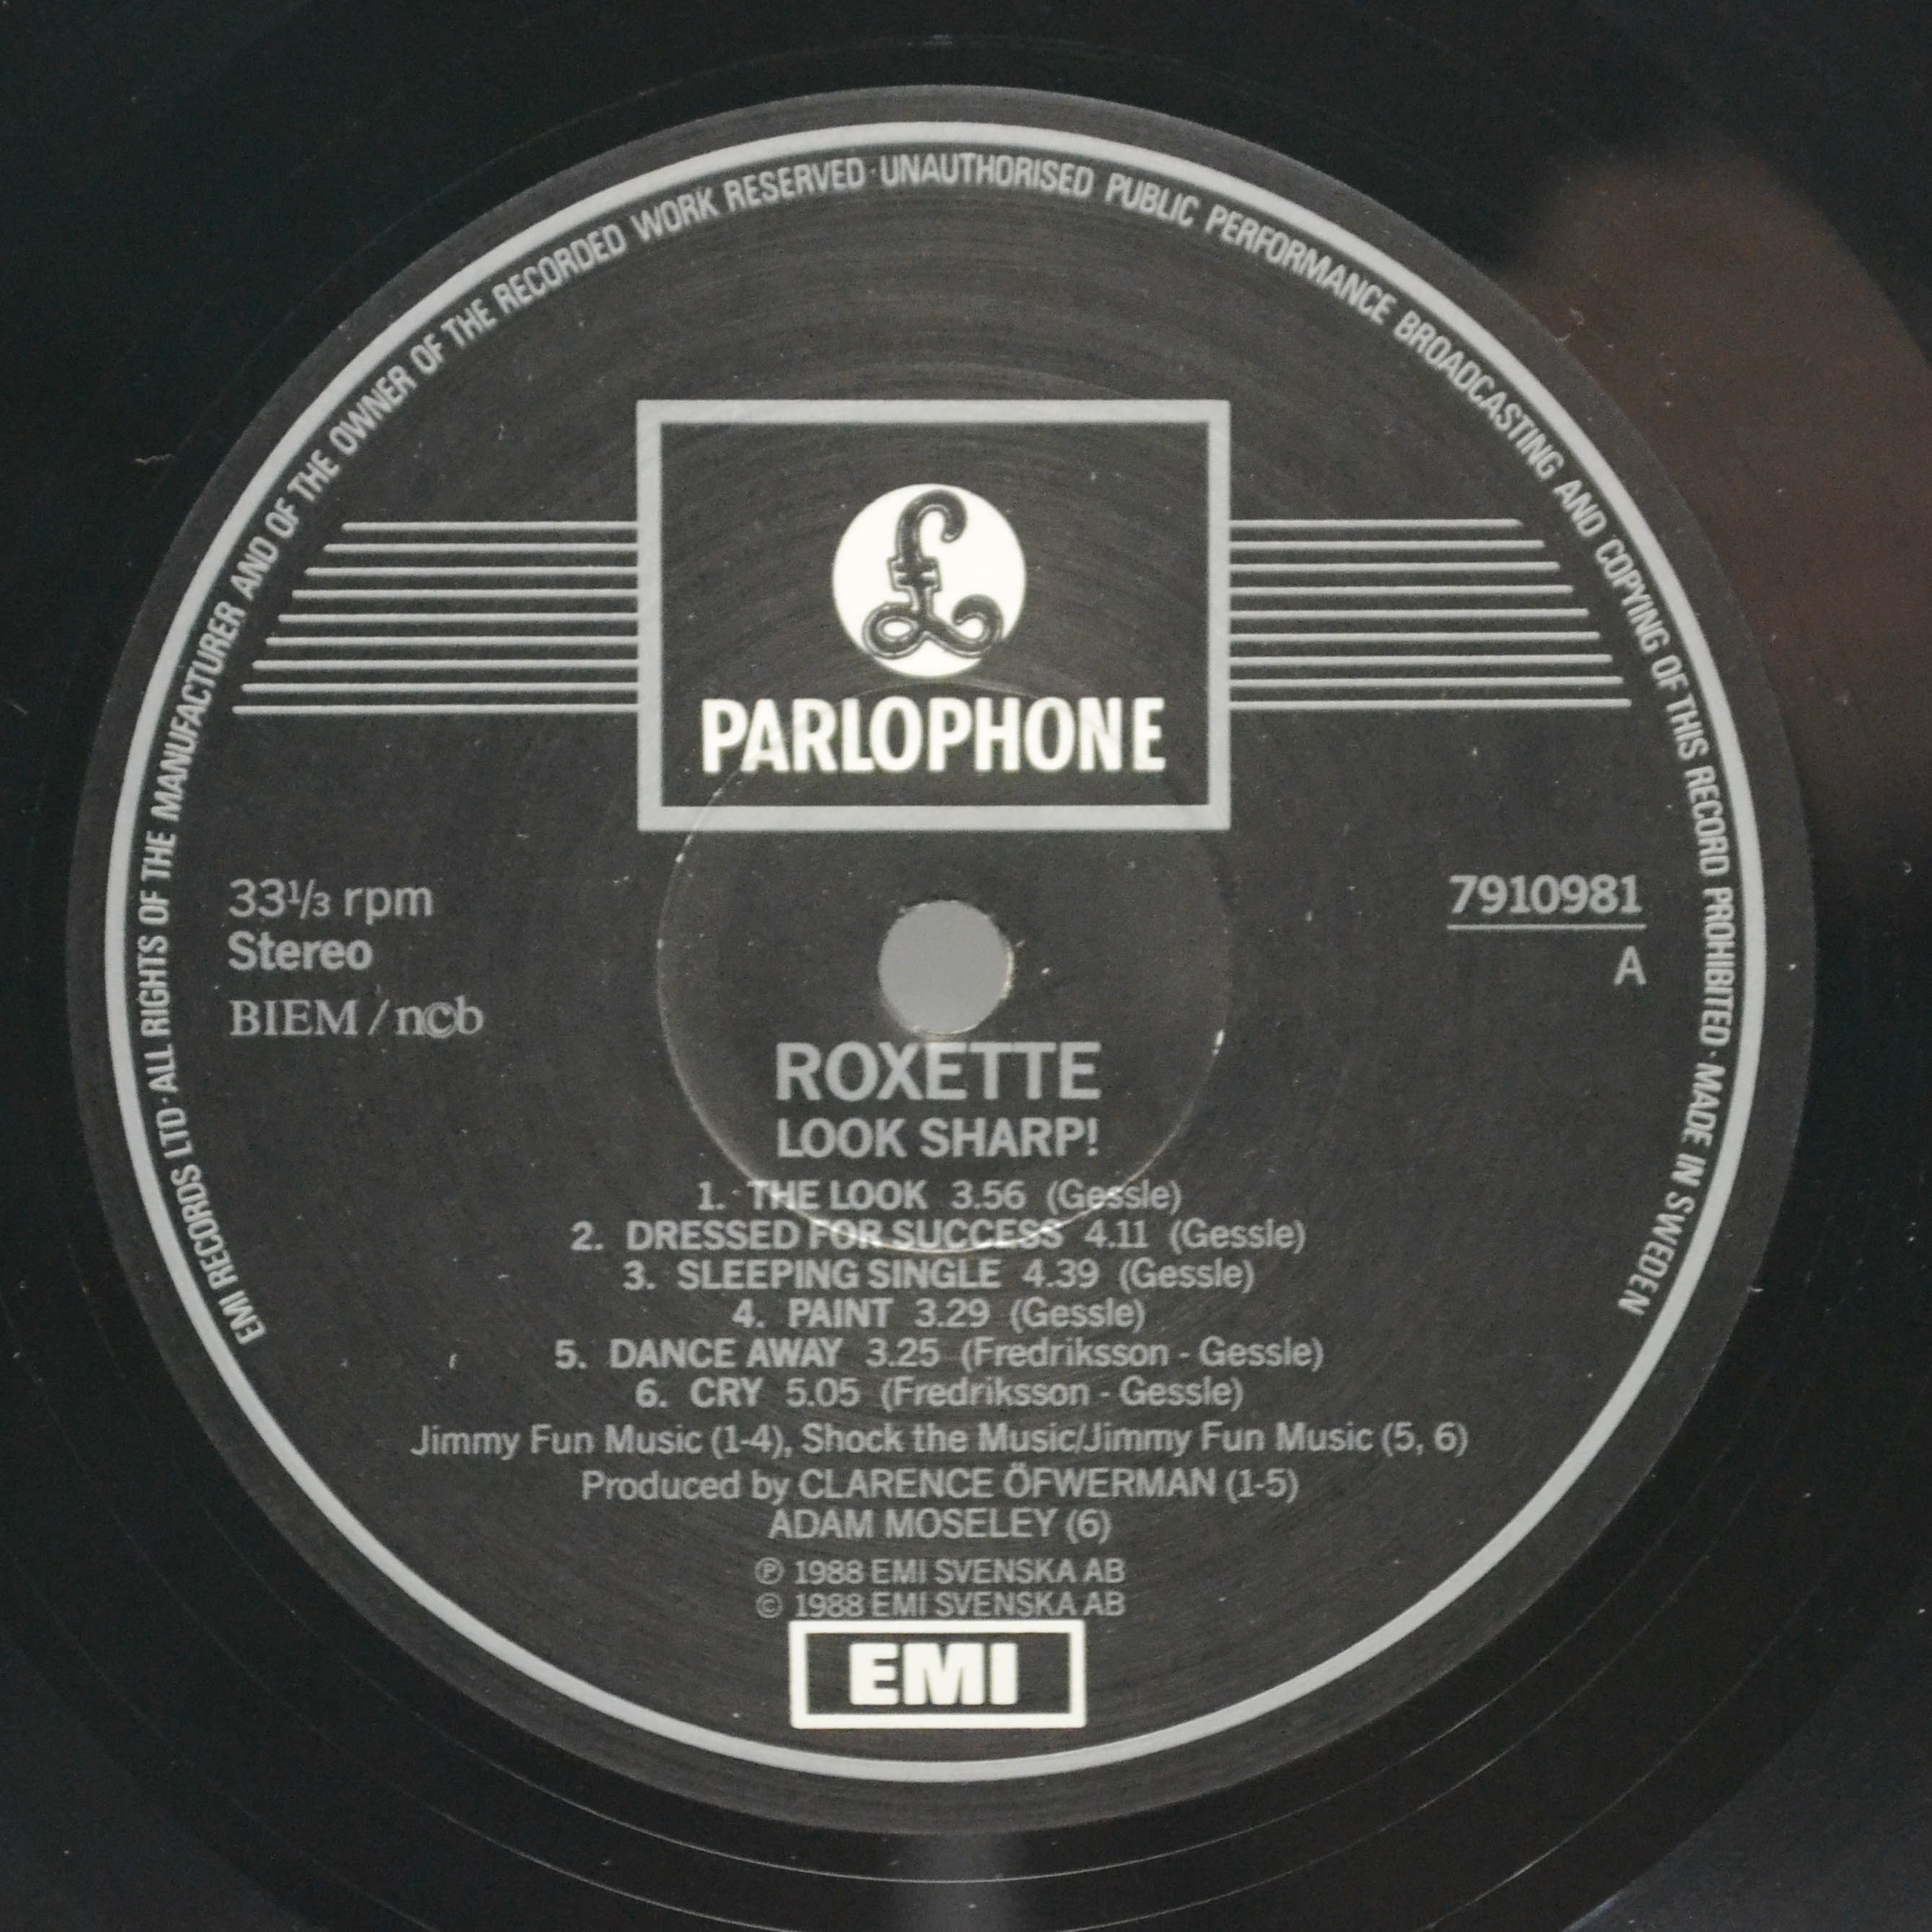 EMI RECORDS LTD · ALL RIGHTS OF THE MANUFACTURER AND OF THE OWNER OF THE RECORDED WORK RESERVED · UNAUTHORISED PUBLIC PERFORMANCE BROADCASTING AND COPYING OF THIS RECORD PROHIBITED · MADE IN SWEDEN
£
PARLOPHONE
33⅓ rpm
Stereo
BIEM / ncb
7910981
A
ROXETTE
LOOK SHARP!
1. THE LOOK 3.56 (Gessle)
2. DRESSED FOR SUCCESS 4.11 (Gessle)
3. SLEEPING SINGLE 4.39 (Gessle)
4. PAINT 3.29 (Gessle)
5. DANCE AWAY 3.25 (Fredriksson - Gessle)
6. CRY 5.05 (Fredriksson - Gessle)
Jimmy Fun Music (1-4), Shock the Music/Jimmy Fun Music (5, 6)
Produced by CLARENCE ÖFWERMAN (1-5)
ADAM MOSELEY (6)
℗ 1988 EMI SVENSKA AB
© 1988 EMI SVENSKA AB
EMI